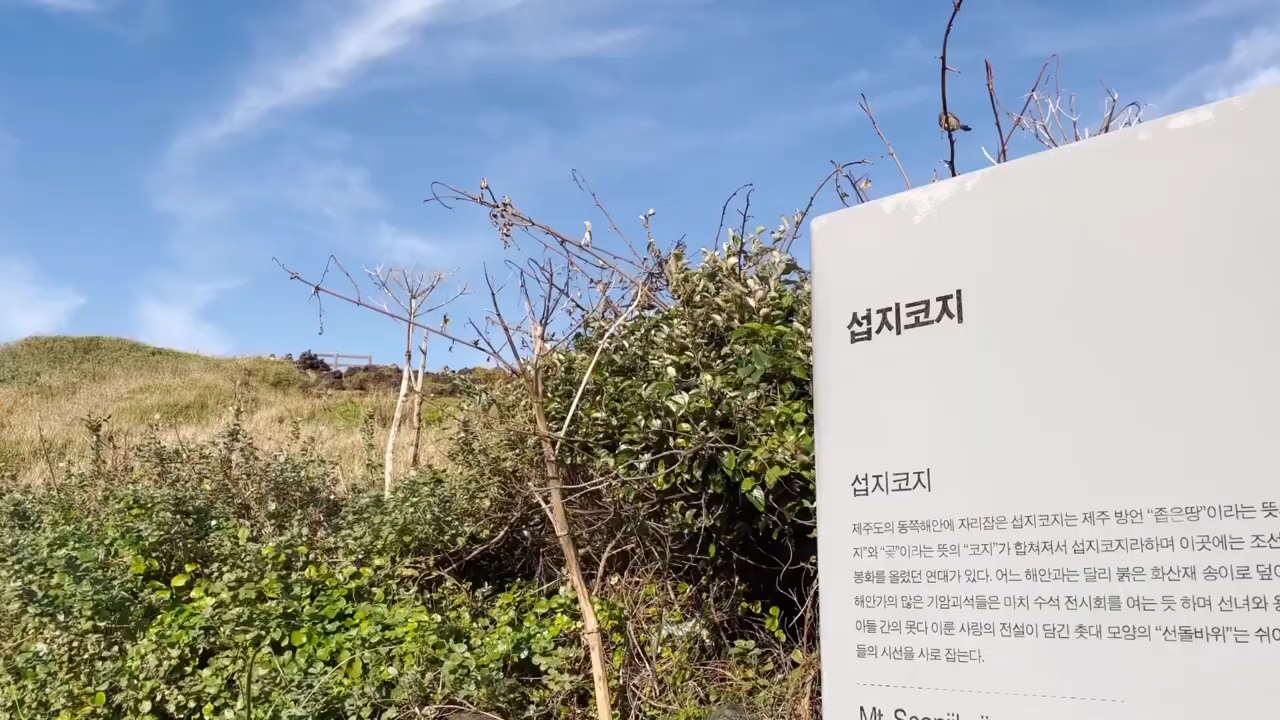 섭지코지
섭지코지
제주도의 동쪽해안에 자리잡은 섭지코지는 제주 방언 “좁은땅”이라는 뜻
지”와 “곶”이라는 뜻의 “코지”가 합쳐져서 섭지코지라하며 이곳에는 조선
봉화를 올렸던 연대가 있다. 어느 해안과는 달리 붉은 화산재 송이로 덮여
해안가의 많은 기암괴석들은 마치 수석 전시회를 여는 듯 하며 선녀와 용
아들 간의 못다 이룬 사랑의 전설이 담긴 촛대 모양의 “선돌바위”는 쉬이
들의 시선을 사로 잡는다.
Mt.